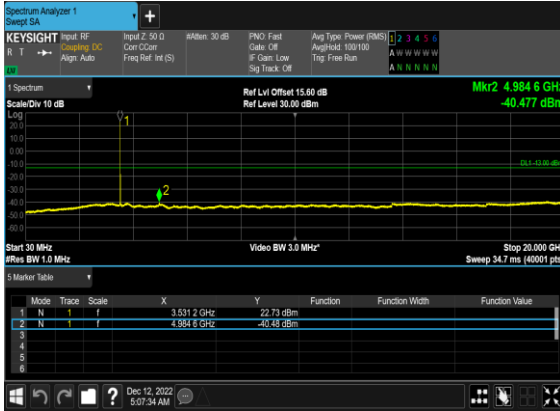 Spectrum Analyzer 1
Swept SA
+
KEYSIGHT Input: RF Input Z: 50 Ω #Atten: 30 dB PNO: Fast Avg Type: Power (RMS) 1 2 3 4 5 6
R T Coupling: DC Corr CCorr Gate: Off Avg|Hold: 100/100 A W W W W W
Align: Auto Freq Ref: Int (S) IF Gain: Low Trig: Free Run
Sig Track: Off A N N N N N
1 Spectrum Ref Lvl Offset 15.60 dB Mkr2 4.984 6 GHz
Scale/Div 10 dB Ref Level 30.00 dBm -40.477 dBm
Log
1
20.0
10.0
0.00
-10.0
DL1 -13.00 dBm
-20.0
-30.0
2
-40.0
-50.0
-60.0
Start 30 MHz Video BW 3.0 MHz* Stop 20.000 GHz
#Res BW 1.0 MHz Sweep 34.7 ms (40001 pts)
5 Marker Table
Mode Trace Scale X Y Function Function Width Function Value
1 N 1 f 3.531 2 GHz 22.73 dBm
2 N 1 f 4.984 6 GHz -40.48 dBm
3
4
5
6
? Dec 12, 2022
5:07:34 AM